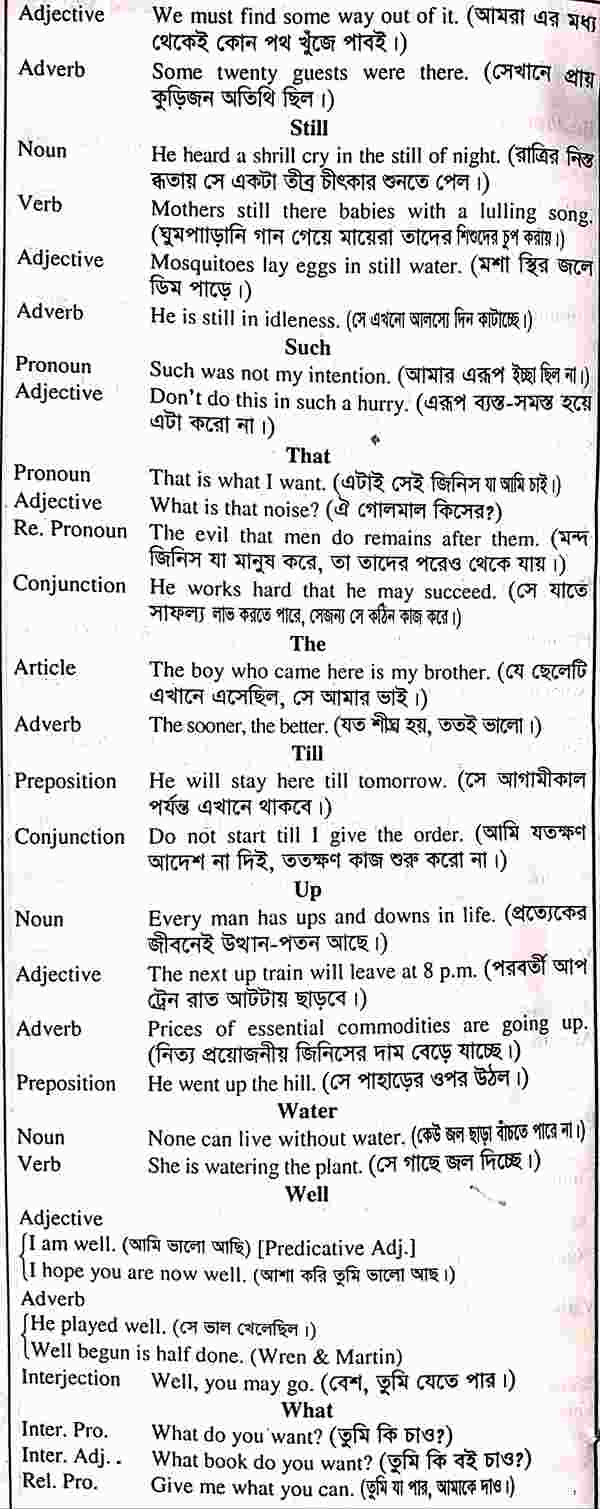 Adjective We must find some way out of it. (আমরা এর মধ্য
থেকেই কোন পথ খুঁজে পাবই।)
Adverb Some twenty guests were there. (সেখানে প্রায়
কুড়িজন অতিথি ছিল।)
Still
Noun He heard a shrill cry in the still of night. (রাত্রির নিস্ত
ব্ধতায় সে একটা তীব্র চীৎকার শুনতে পেল।)
Verb Mothers still there babies with a lulling song.
(ঘুমপাাড়ানি গান গেয়ে মায়েরা তাদের শিশুদের চুপ করায়।)
Adjective Mosquitoes lay eggs in still water. (মশা স্থির জলে
ডিম পাড়ে।)
Adverb He is still in idleness. (সে এখনো আলস্যে দিন কাটাচ্ছে।)
Such
Pronoun Such was not my intention. (আমার এরূপ ইচ্ছা ছিল না।)
Adjective Don't do this in such a hurry. (এরূপ ব্যস্ত-সমস্ত হয়ে
এটা করো না।)
That
Pronoun That is what I want. (এটাই সেই জিনিস যা আমি চাই।)
Adjective What is that noise? (ঐ গোলমাল কিসের?)
Re. Pronoun The evil that men do remains after them. (মন্দ
জিনিস যা মানুষ করে, তা তাদের পরেও থেকে যায়।)
Conjunction He works hard that he may succeed. (সে যাতে
সাফল্য লাভ করতে পারে, সেজন্য সে কঠিন কাজ করে।)
The
Article The boy who came here is my brother. (যে ছেলেটি
এখানে এসেছিল, সে আমার ভাই।)
Adverb The sooner, the better. (যত শীঘ্র হয়, ততই ভালো।)
Till
Preposition He will stay here till tomorrow. (সে আগামীকাল
পর্যন্ত এখানে থাকবে।)
Conjunction Do not start till I give the order. (আমি যতক্ষণ
আদেশ না দিই, ততক্ষণ কাজ শুরু করো না।)
Up
Noun Every man has ups and downs in life. (প্রত্যেকের
জীবনেই উত্থান-পতন আছে।)
Adjective The next up train will leave at 8 p.m. (পরবর্তী আপ
ট্রেন রাত আটটায় ছাড়বে।)
Adverb Prices of essential commodities are going up.
(নিত্য প্রয়োজনীয় জিনিসের দাম বেড়ে যাচ্ছে।)
Preposition He went up the hill. (সে পাহাড়ের ওপর উঠল।)
Water
Noun None can live without water. (কেউ জল ছাড়া বাঁচতে পারে না।)
Verb She is watering the plant. (সে গাছে জল দিচ্ছে।)
Well
Adjective
I am well. (আমি ভালো আছি) [Predicative Adj.]
I hope you are now well. (আশা করি তুমি ভালো আছ।)
Adverb
He played well. (সে ভাল খেলেছিল।)
Well begun is half done. (Wren & Martin)
Interjection Well, you may go. (বেশ, তুমি যেতে পার।)
What
Inter. Pro. What do you want? (তুমি কি চাও?)
Inter. Adj. . What book do you want? (তুমি কি বই চাও?)
Rel. Pro. Give me what you can. (তুমি যা পার, আমাকে দাও।)